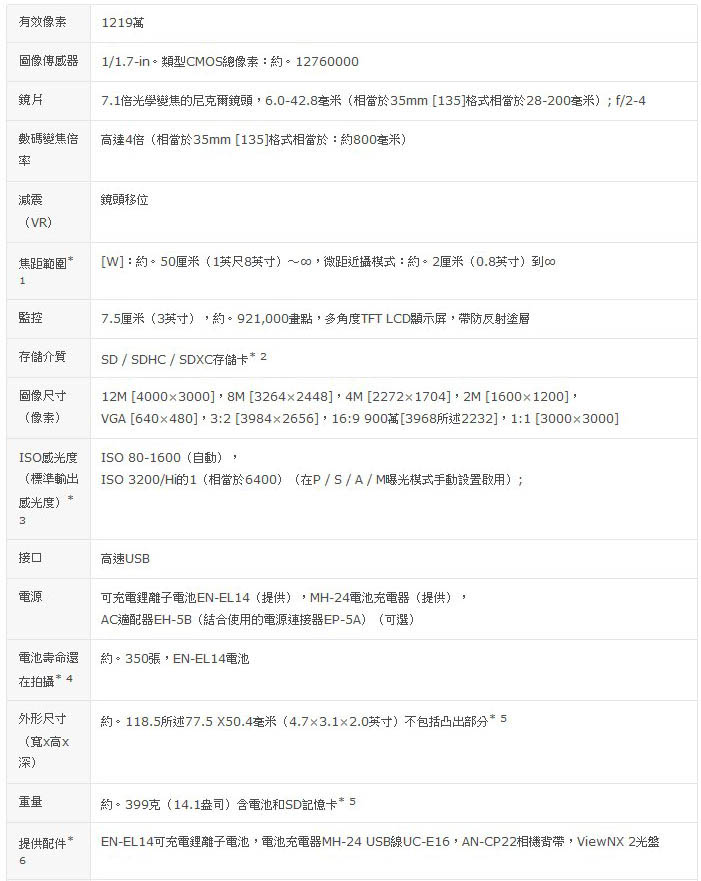 有效像素
1219萬
圖像傳感器
1/1.7-in。類型CMOS總像素：約。12760000
鏡片
7.1倍光學變焦的尼克爾鏡頭，6.0-42.8毫米（相當於35mm [135]格式相當於28-200毫米）; f/2-4
數碼變焦倍
率
高達4倍（相當於35mm [135]格式相當於：約800毫米）
減震
（VR）
鏡頭移位
焦距範圍*
1
[W]：約。50厘米（1英尺8英寸）～∞，微距近攝模式：約。2厘米（0.8英寸）到∞
監控
7.5厘米（3英寸），約。921,000畫點，多角度TFT LCD顯示屏，帶防反射塗層
存儲介質
SD / SDHC / SDXC存儲卡* 2
圖像尺寸
（像素）
12M [4000×3000]，8M [3264×2448]，4M [2272×1704]，2M [1600×1200]，
VGA [640×480]，3:2 [3984×2656]，16:9 900萬[3968所述2232]，1:1 [3000×3000]
ISO感光度
（標準輸出
感光度）*
3
ISO 80-1600（自動），
ISO 3200/Hi的1（相當於6400）（在P / S / A / M曝光模式手動設置啟用）;
接口
高速USB
電源
可充電鋰離子電池EN-EL14（提供），MH-24電池充電器（提供），
AC適配器EH-5B（結合使用的電源連接器EP-5A）（可選）
電池壽命還
在拍攝* 4
約。350張，EN-EL14電池
外形尺寸
（寬x高x
深）
約。118.5所述77.5 X50.4毫米（4.7×3.1×2.0英寸）不包括凸出部分* 5
重量
約。399克（14.1盎司）含電池和SD記憶卡* 5
提供配件*
6
EN-EL14可充電鋰離子電池，電池充電器MH-24 USB線UC-E16，AN-CP22相機背帶，ViewNX 2光盤